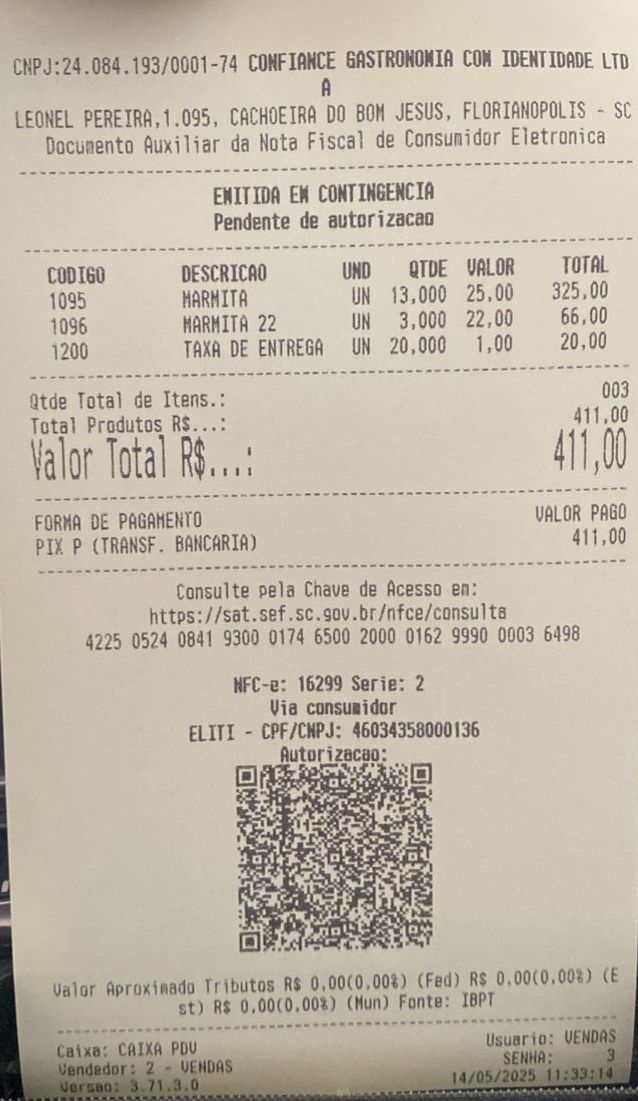 CNPJ:24.084.193/0001-74 CONFIANCE GASTRONOMIA COM IDENTIDADE LTD
A
LEONEL PEREIRA,1.095, CACHOEIRA DO BOM JESUS, FLORIANOPOLIS - SC
Documento Auxiliar da Nota Fiscal de Consumidor Eletronica
EMITIDA EM CONTINGENCIA
Pendente de autorizacao
CODIGO DESCRICAO UND QTDE VALOR TOTAL
1095 MARMITA UN 13,000 25,00 325,00
1096 MARMITA 22 UN 3,000 22,00 66,00
1200 TAXA DE ENTREGA UN 20,000 1,00 20,00
Qtde Total de Itens.: 003
Total Produtos R$...: 411,00
Valor Total R$...: 411,00
FORMA DE PAGAMENTO VALOR PAGO
PIX P (TRANSF. BANCARIA) 411,00
Consulte pela Chave de Acesso em:
https://sat.sef.sc.gov.br/nfce/consulta
4225 0524 0841 9300 0174 6500 2000 0162 9990 0003 6498
NFC-e: 16299 Serie: 2
Via consumidor
ELITI - CPF/CNPJ: 46034358000136
Autorizacao:
Valor Aproximado Tributos R$ 0,00(0,00%) (Fed) R$ 0,00(0,00%) (E
st) R$ 0,00(0,00%) (Mun) Fonte: IBPT
Caixa: CAIXA PDV Usuario: VENDAS
Vendedor: 2 - VENDAS SENHA: 3
Versao: 3.71.3.0 14/05/2025 11:33:14